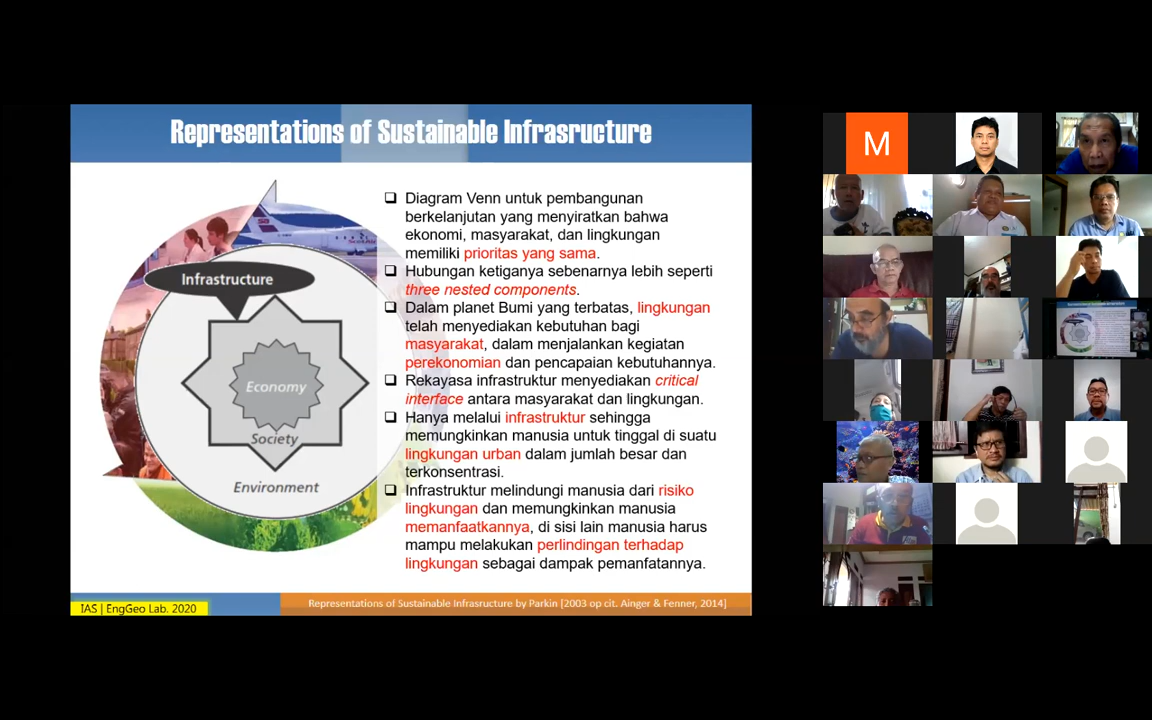 Representations of Sustainable Infrasructure
Infrastructure
Economy
Society
Environment
❑ Diagram Venn untuk pembangunan
berkelanjutan yang menyiratkan bahwa
ekonomi, masyarakat, dan lingkungan
memiliki prioritas yang sama.
❑ Hubungan ketiganya sebenarnya lebih seperti
three nested components.
❑ Dalam planet Bumi yang terbatas, lingkungan
telah menyediakan kebutuhan bagi
masyarakat, dalam menjalankan kegiatan
perekonomian dan pencapaian kebutuhannya.
❑ Rekayasa infrastruktur menyediakan critical
interface antara masyarakat dan lingkungan.
❑ Hanya melalui infrastruktur sehingga
memungkinkan manusia untuk tinggal di suatu
lingkungan urban dalam jumlah besar dan
terkonsentrasi.
❑ Infrastruktur melindungi manusia dari risiko
lingkungan dan memungkinkan manusia
memanfaatkannya, di sisi lain manusia harus
mampu melakukan perlindingan terhadap
lingkungan sebagai dampak pemanfatannya.
IAS | EngGeo Lab. 2020
Representations of Sustainable Infrasructure by Parkin [2003 op cit. Ainger & Fenner, 2014]
M